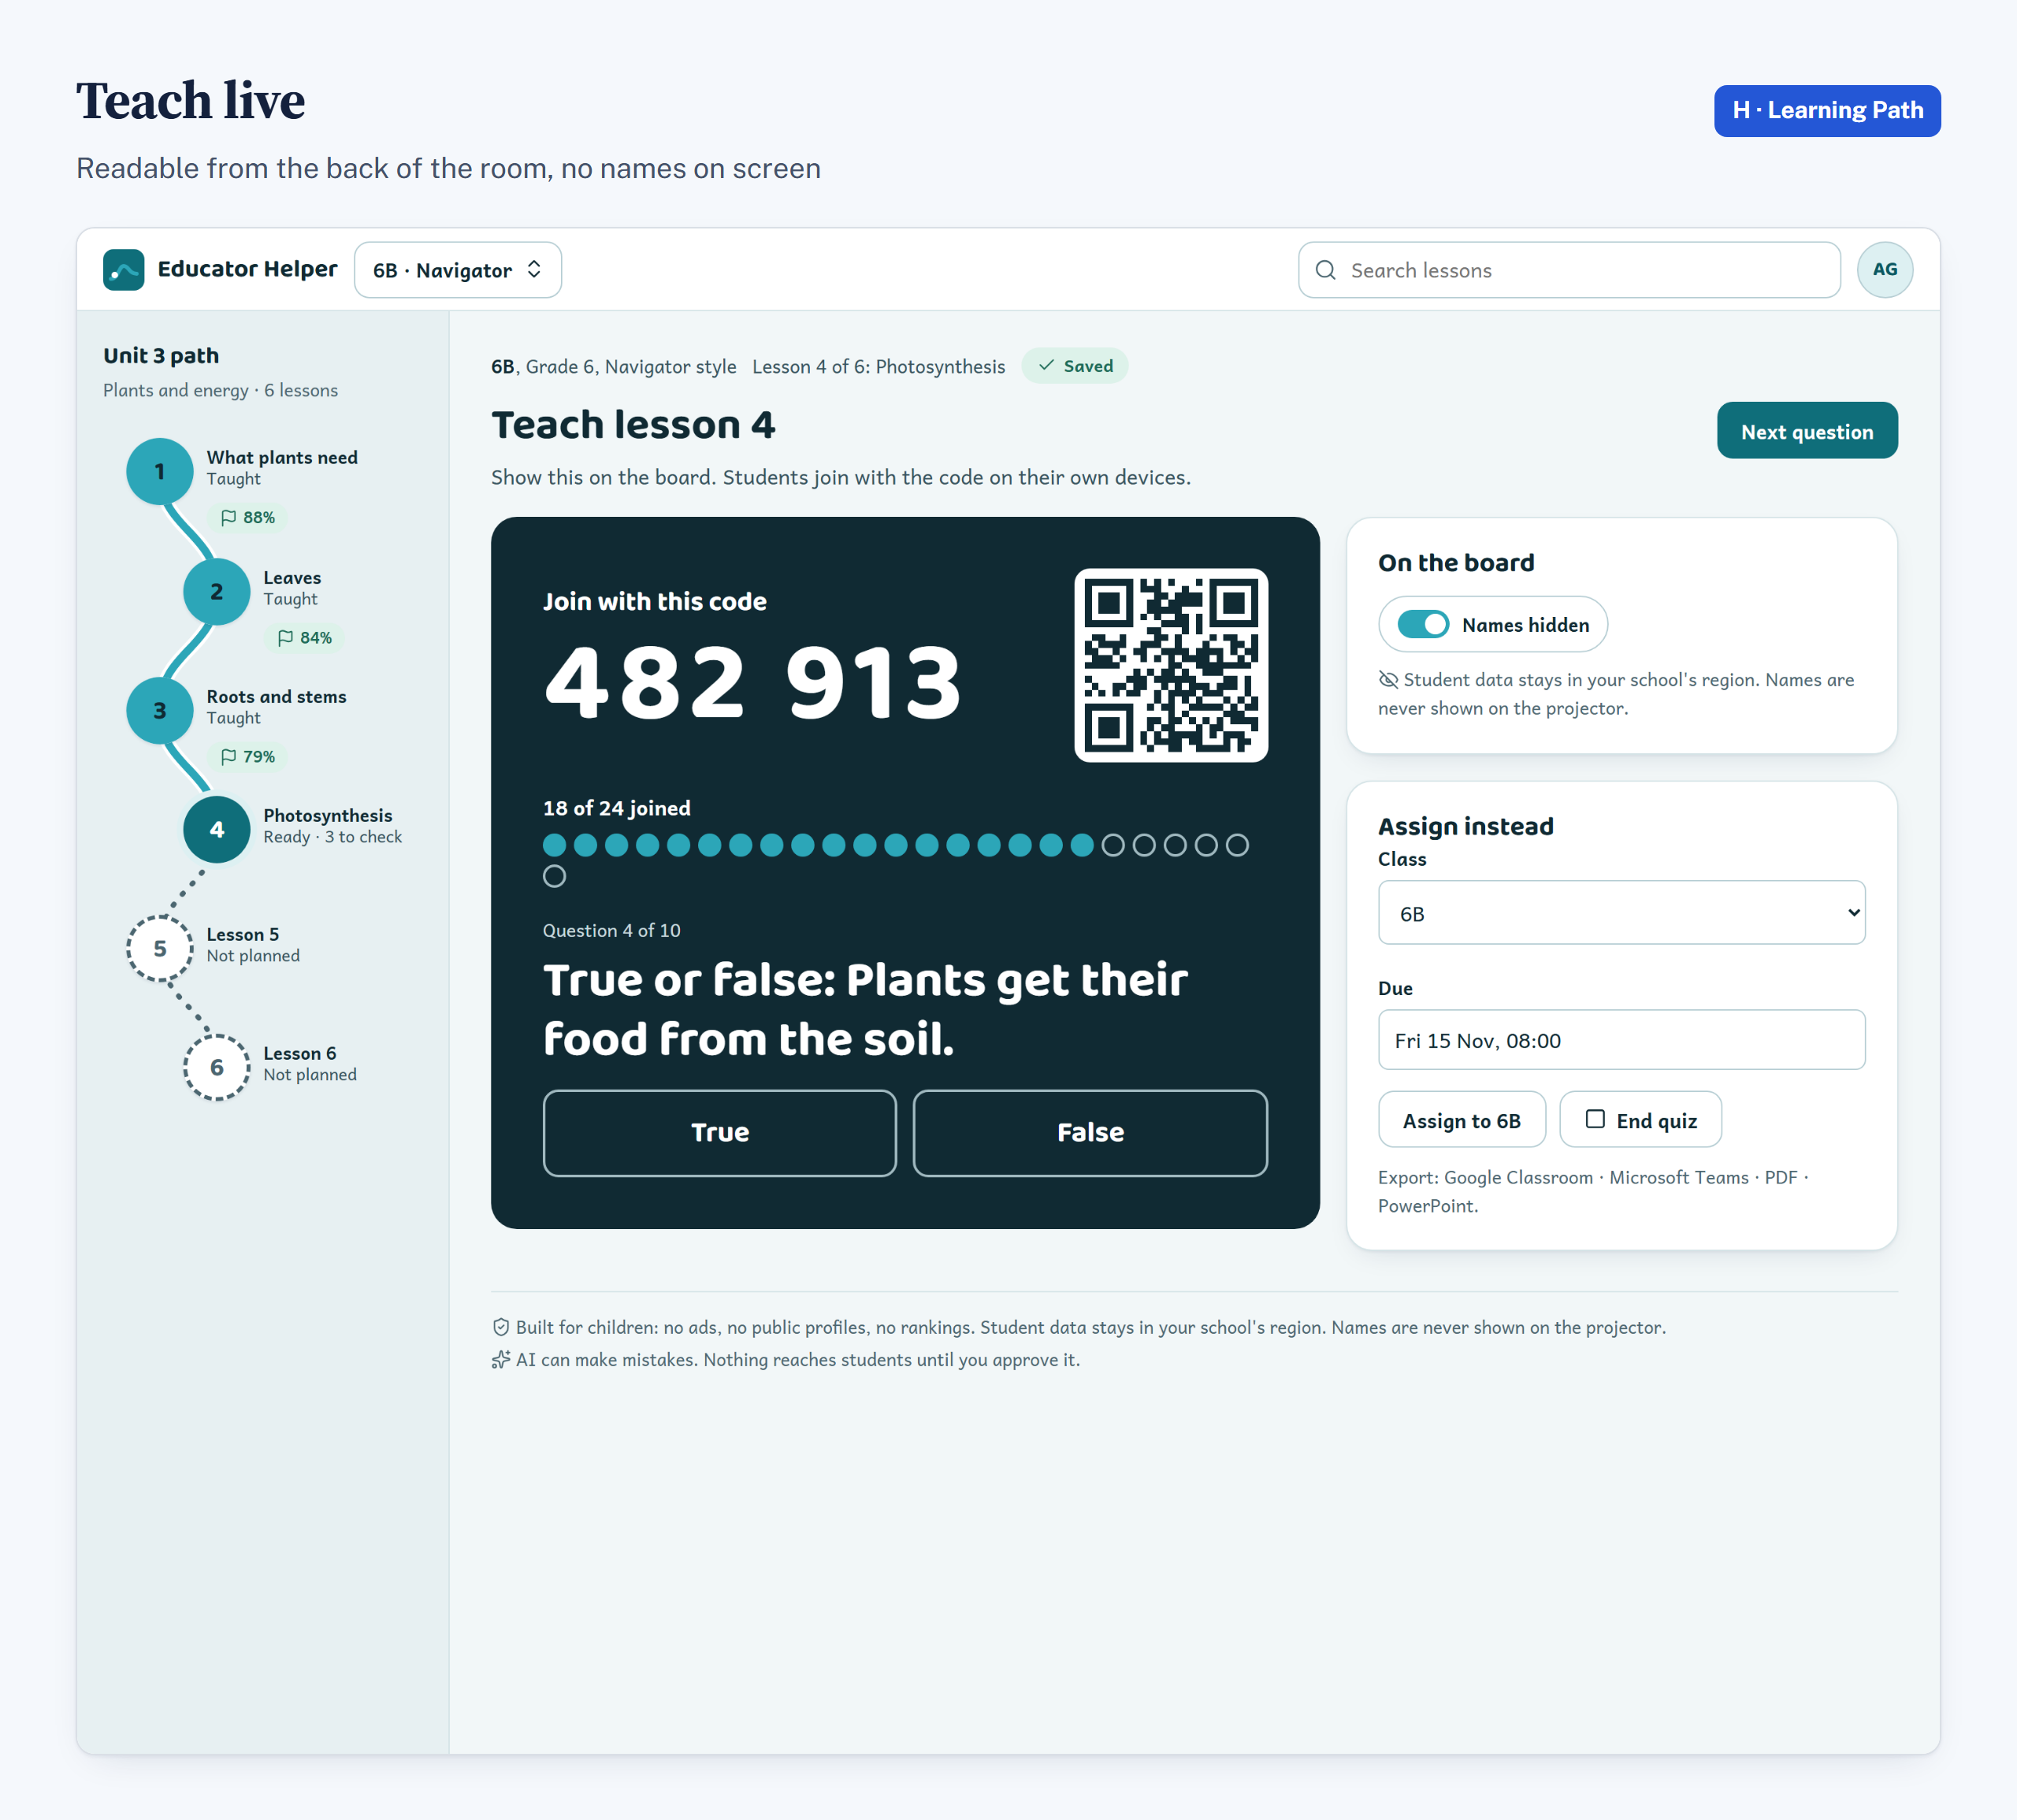 Teach live
H · Learning Path
Readable from the back of the room, no names on screen
Educator Helper
6B · Navigator
Search lessons
AG
Unit 3 path
Plants and energy · 6 lessons
1
What plants need
Taught
88%
2
Leaves
Taught
84%
3
Roots and stems
Taught
79%
4
Photosynthesis
Ready · 3 to check
5
Lesson 5
Not planned
6
Lesson 6
Not planned
6B, Grade 6, Navigator style Lesson 4 of 6: Photosynthesis
Saved
Teach lesson 4
Next question
Show this on the board. Students join with the code on their own devices.
Join with this code
482 913
18 of 24 joined
Question 4 of 10
True or false: Plants get their
food from the soil.
True
False
On the board
Names hidden
Student data stays in your school's region. Names are
never shown on the projector.
Assign instead
Class
6B
Due
Fri 15 Nov, 08:00
Assign to 6B
End quiz
Export: Google Classroom · Microsoft Teams · PDF ·
PowerPoint.
Built for children: no ads, no public profiles, no rankings. Student data stays in your school's region. Names are never shown on the projector.
AI can make mistakes. Nothing reaches students until you approve it.